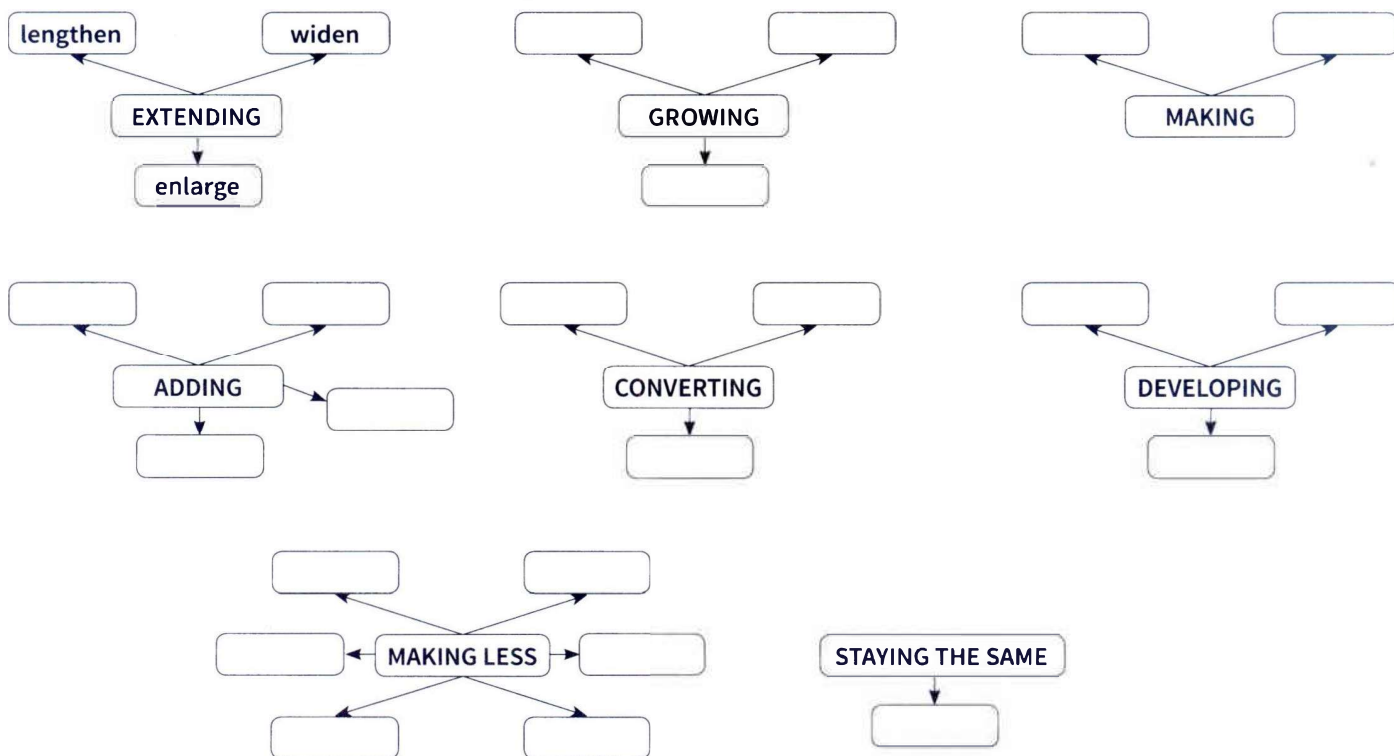 lengthen
widen
EXTENDING
enlarge
GROWING
MAKING
ADDING
CONVERTING
DEVELOPING
MAKING LESS
STAYING THE SAME